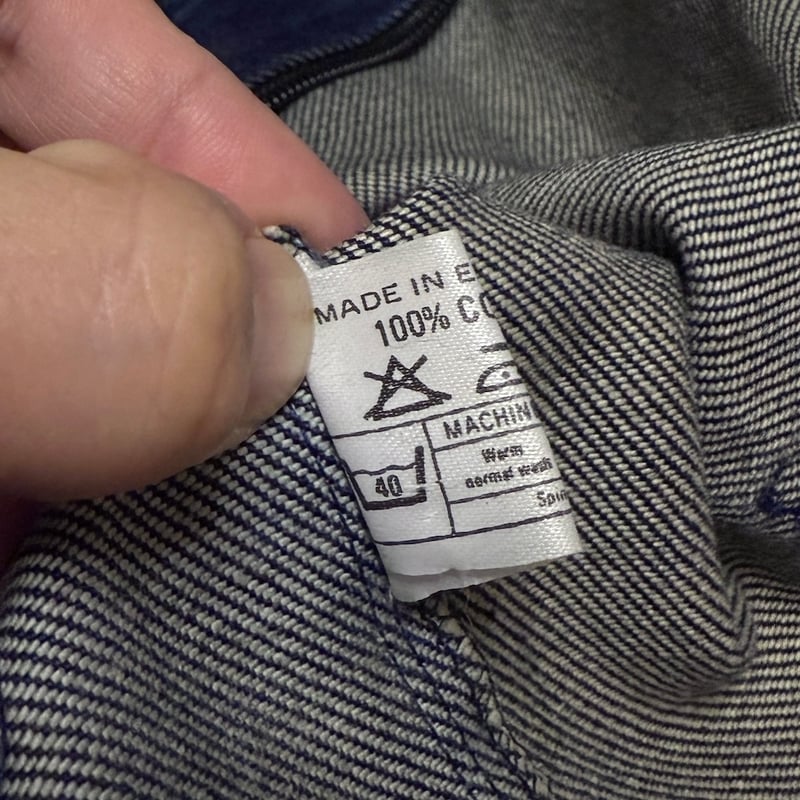 MADE IN E
100% CO
MACHIN
40
Warm
normal wash
Spin